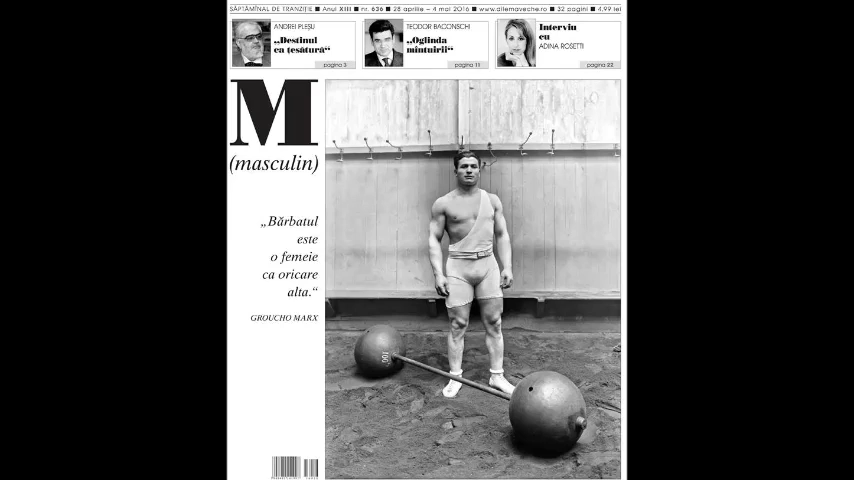 SĂPTĂMÎNAL DE TRANZIȚIE ■ Anul XIII ■ nr. 636 ■ 28 aprilie – 4 mai 2016 ■ www.dilemaveche.ro ■ 32 pagini ■ 4,99 lei
ANDREI PLEȘU
„Destinul
ca țesătură“
pagina 3
TEODOR BACONSCHI
„Oglinda
mîntuirii“
pagina 11
Interviu
cu
ADINA ROSETTI
pagina 22
M
(masculin)
„Bărbatul
este
o femeie
ca oricare
alta.“
GROUCHO MARX
100